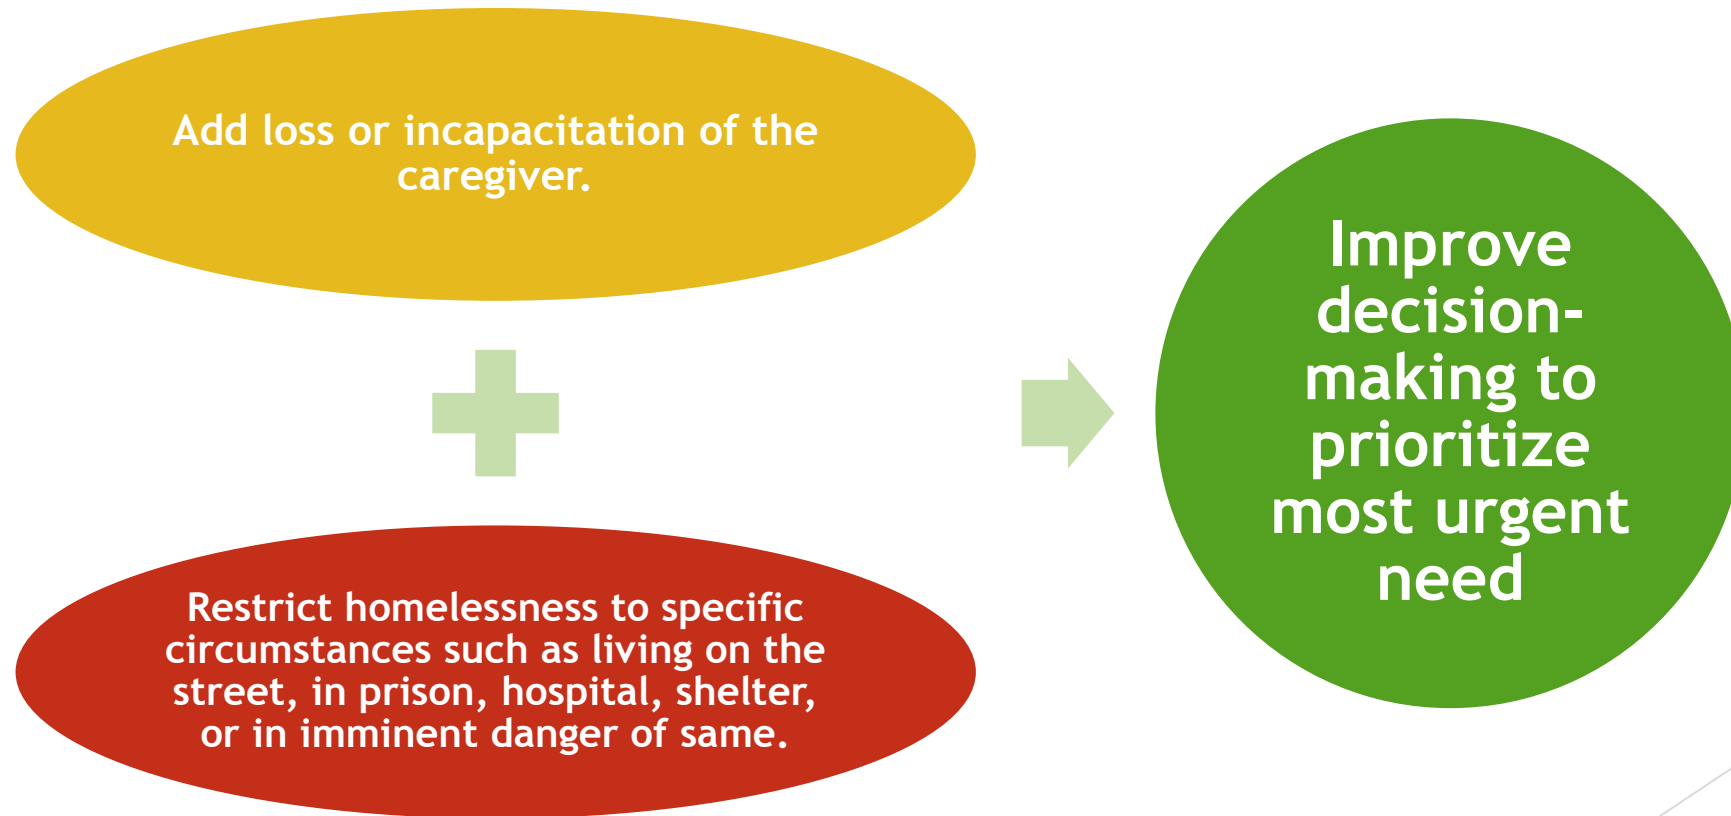 Add loss or incapacitation of the
caregiver.
Restrict homelessness to specific
circumstances such as living on the
street, in prison, hospital, shelter,
or in imminent danger of same.
Improve
decision-
making to
prioritize
most urgent
need